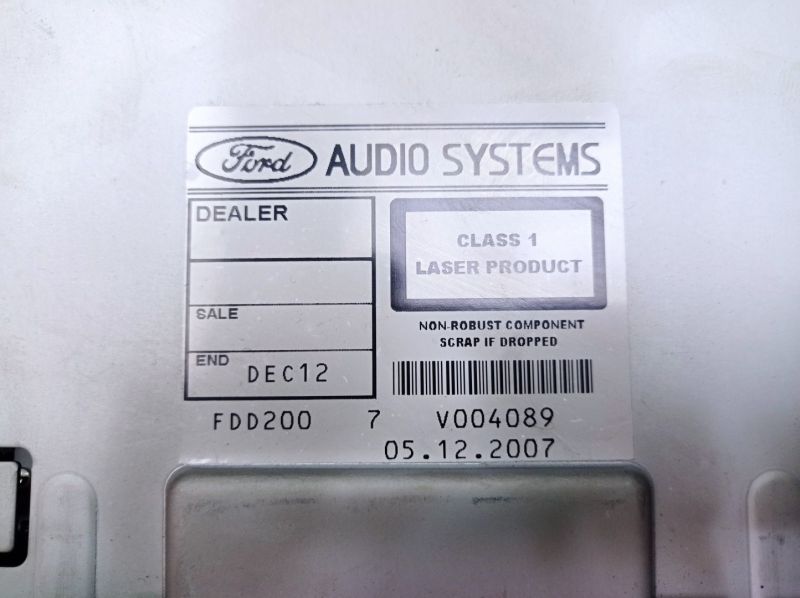 Ford AUDIO SYSTEMS
DEALER
CLASS 1
LASER PRODUCT
SALE
NON-ROBUST COMPONENT
SCRAP IF DROPPED
END DEC12
FDD200 7 V004089
05.12.2007